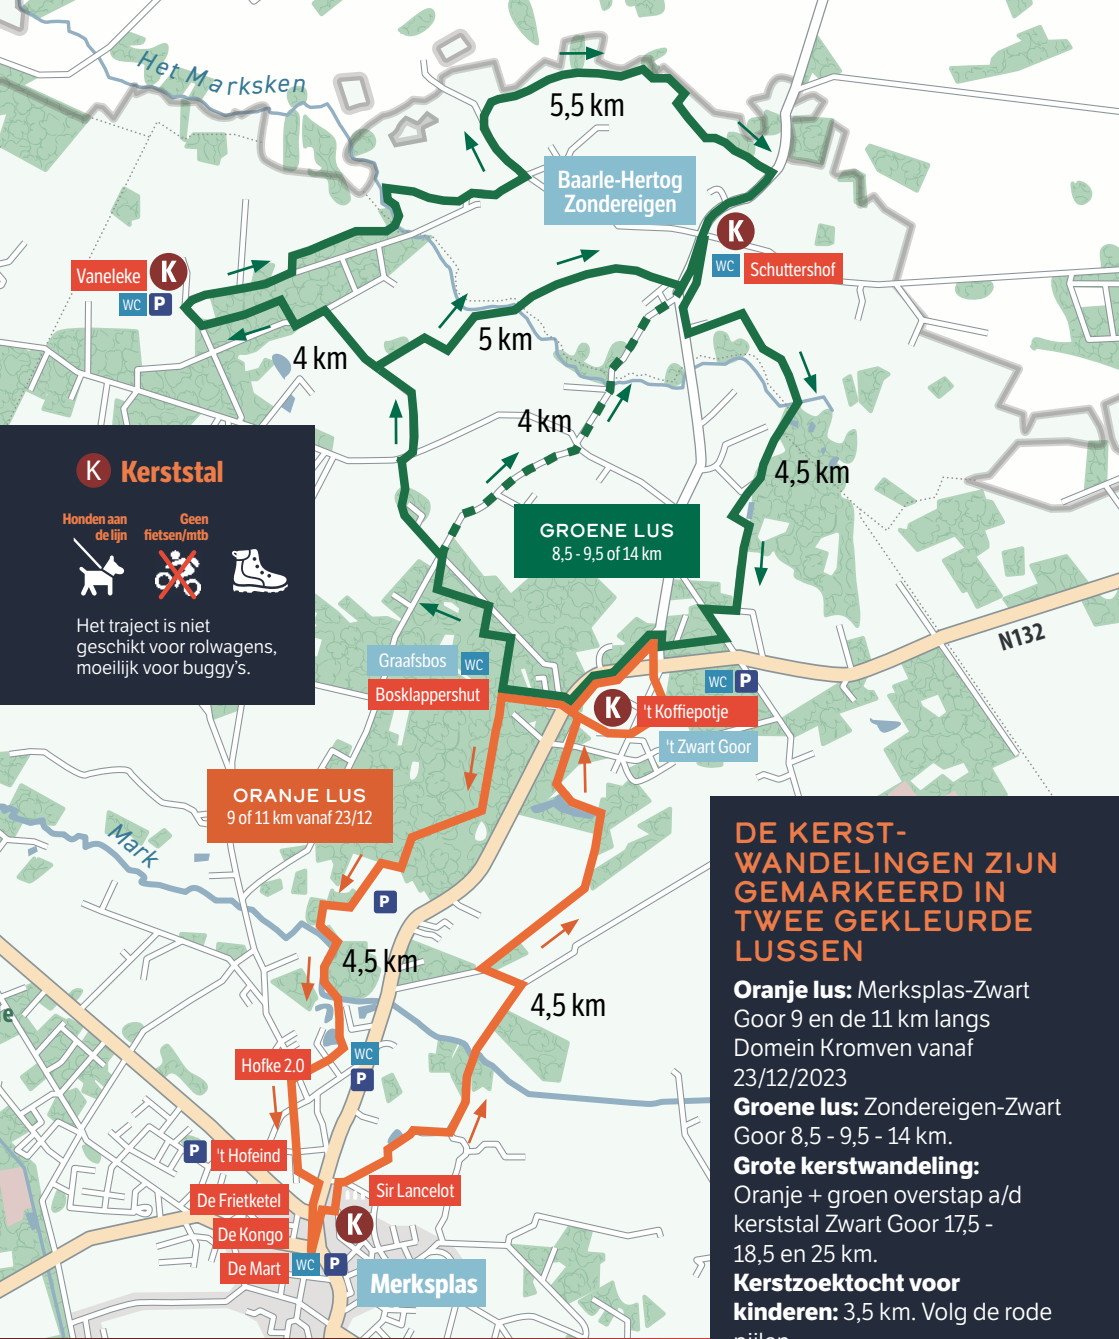 Het Marksken
5,5 km
Baarle-Hertog
Zondereigen
K
Vaneleke
K
WC
P
WC
Schuttershof
5 km
4 km
4 km
4,5 km
K Kerststal
Honden aan
de lijn
Geen
fietsen/mtb
Het traject is niet
geschikt voor rolwagens,
moeilijk voor buggy's.
GROENE LUS
8,5 - 9,5 of 14 km
N132
Graafsbos
WC
Bosklappershut
WC
P
K
't Koffiepotje
't Zwart Goor
ORANJE LUS
9 of 11 km vanaf 23/12
Mark
P
4,5 km
4,5 km
e
Hofke 2.0
WC
P
P
't Hofeind
De Frietketel
De Kongo
De Mart
WC
P
Sir Lancelot
K
Merksplas
DE KERST-
WANDELINGEN ZIJN
GEMARKEERD IN
TWEE GEKLEURDE
LUSSEN
Oranje lus: Merksplas-Zwart
Goor 9 en de 11 km langs
Domein Kromven vanaf
23/12/2023
Groene lus: Zondereigen-Zwart
Goor 8,5 - 9,5 - 14 km.
Grote kerstwandeling:
Oranje + groen overstap a/d
kerststal Zwart Goor 17,5 -
18,5 en 25 km.
Kerstzoektocht voor
kinderen: 3,5 km. Volg de rode